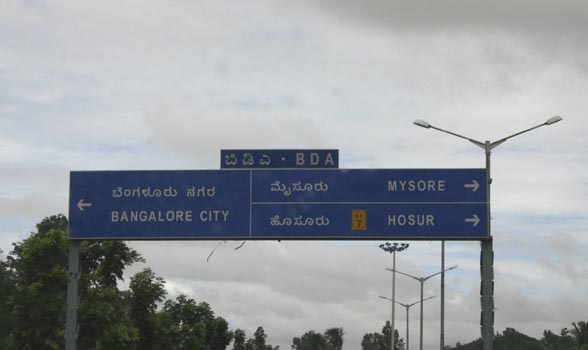 ಬಿಡಿಎ · BDA
ಬೆಂಗಳೂರು ನಗರ
BANGALORE CITY
ಮೈಸೂರು MYSORE
ಹೊಸೂರು 7 HOSUR